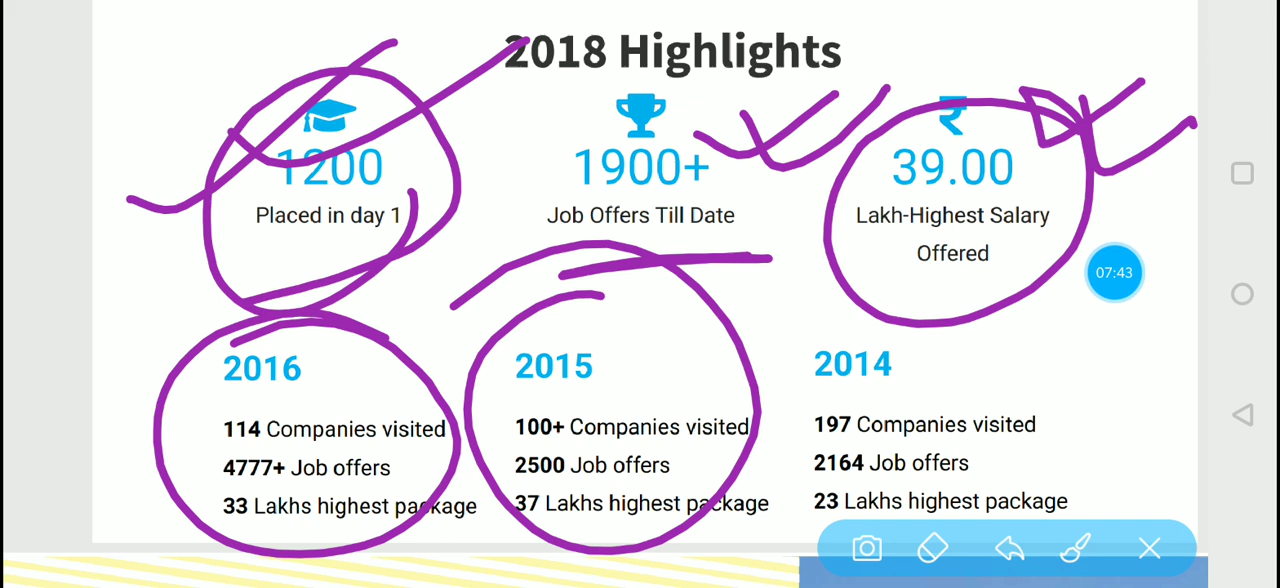 2018 Highlights
₹
1200
1900+
39.00
Placed in day 1
Job Offers Till Date
Lakh-Highest Salary
Offered
07:43
2016
114 Companies visited
4777+ Job offers
33 Lakhs highest package
2015
100+ Companies visited
2500 Job offers
37 Lakhs highest package
2014
197 Companies visited
2164 Job offers
23 Lakhs highest package